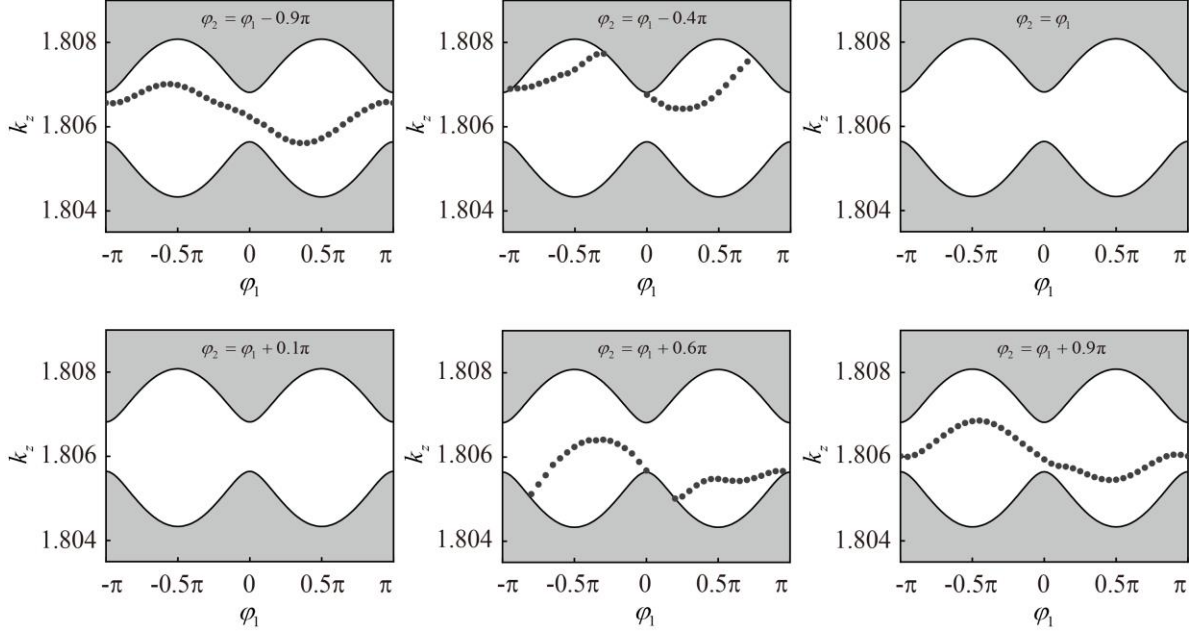 φ₂ = φ₁ − 0.9π
1.808
1.806
1.804
k_z
-π -0.5π 0 0.5π π
φ₁
φ₂ = φ₁ − 0.4π
1.808
1.806
1.804
k_z
-π -0.5π 0 0.5π π
φ₁
φ₂ = φ₁
1.808
1.806
1.804
k_z
-π -0.5π 0 0.5π π
φ₁
φ₂ = φ₁ + 0.1π
1.808
1.806
1.804
k_z
-π -0.5π 0 0.5π π
φ₁
φ₂ = φ₁ + 0.6π
1.808
1.806
1.804
k_z
-π -0.5π 0 0.5π π
φ₁
φ₂ = φ₁ + 0.9π
1.808
1.806
1.804
k_z
-π -0.5π 0 0.5π π
φ₁